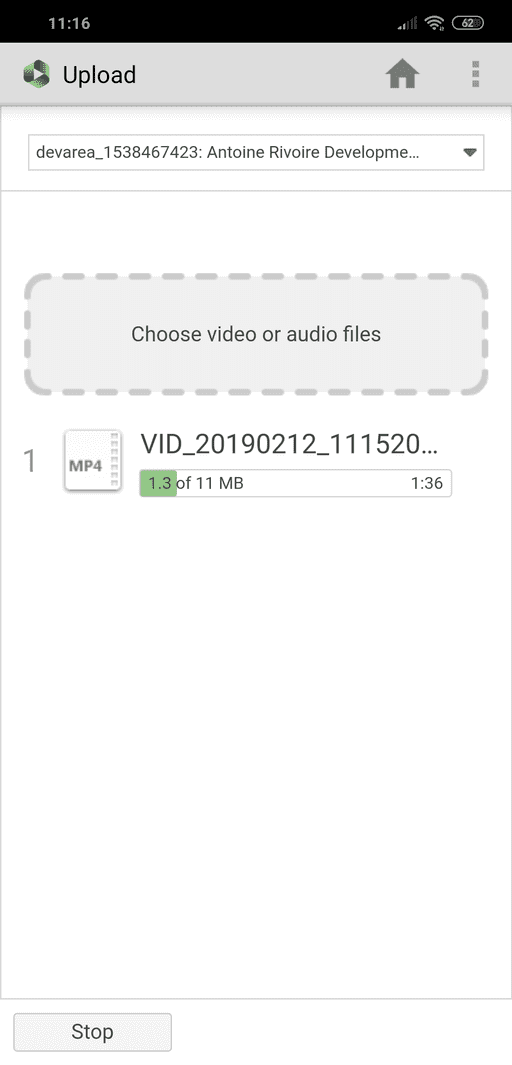 11:16
62
Upload
devarea_1538467423: Antoine Rivoire Developme...
Choose video or audio files
1
MP4
VID_20190212_111520...
1.3 of 11 MB
1:36
Stop